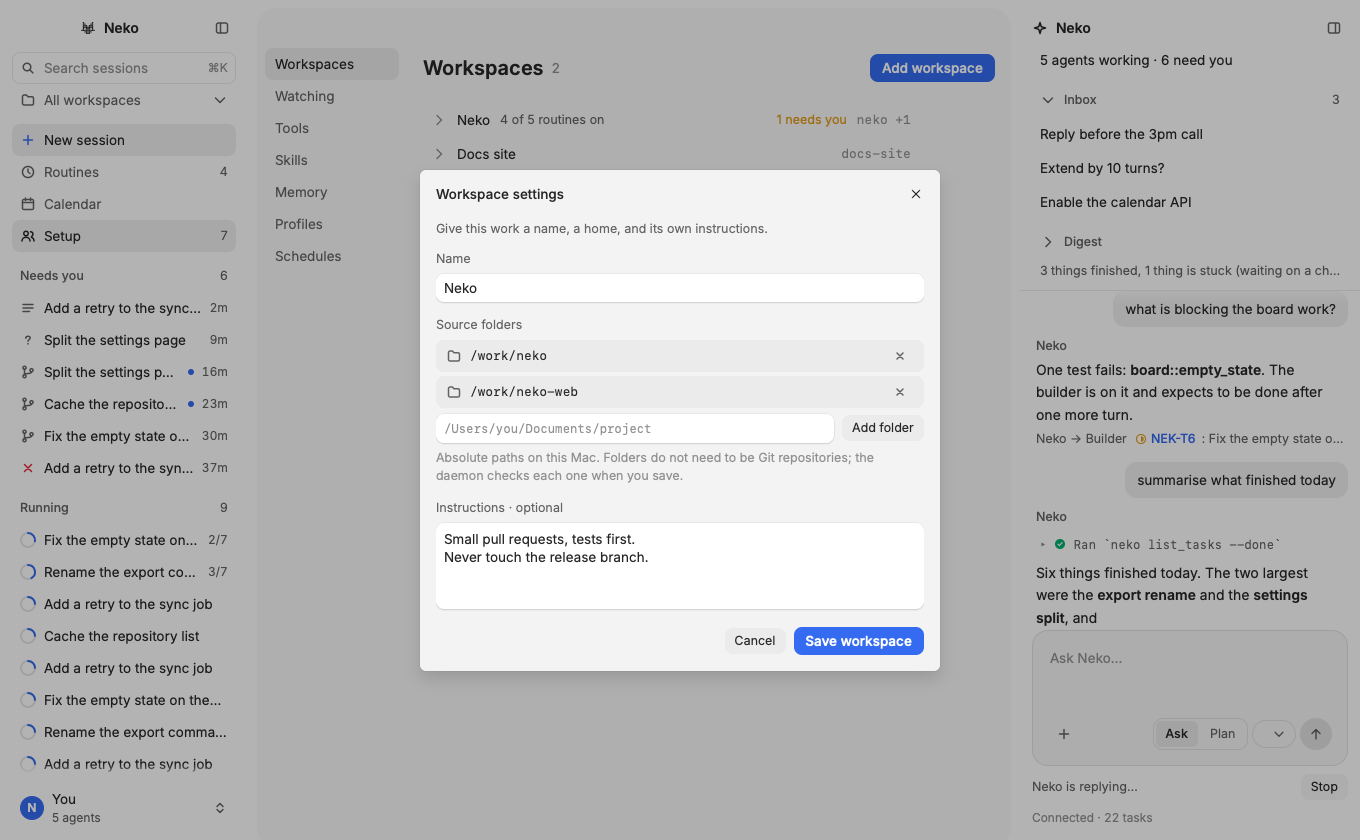 Neko
Search sessions ⌘K
All workspaces
New session
Routines 4
Calendar
Setup 7
Needs you 6
Add a retry to the sync... 2m
? Split the settings page 9m
Split the settings p... 16m
Cache the reposito... 23m
Fix the empty state o... 30m
Add a retry to the syn... 37m
Running 9
Fix the empty state on... 2/7
Rename the export co... 3/7
Add a retry to the sync job
Cache the repository list
Add a retry to the sync job
Fix the empty state on the...
Rename the export comma...
Add a retry to the sync job
N
You
5 agents
Workspaces
Watching
Tools
Skills
Memory
Profiles
Schedules
Workspaces 2
Add workspace
Neko 4 of 5 routines on 1 needs you neko +1
Docs site docs-site
Workspace settings
Give this work a name, a home, and its own instructions.
Name
Neko
Source folders
/work/neko
/work/neko-web
/Users/you/Documents/project
Add folder
Absolute paths on this Mac. Folders do not need to be Git repositories; the
daemon checks each one when you save.
Instructions · optional
Small pull requests, tests first.
Never touch the release branch.
Cancel
Save workspace
Neko
5 agents working · 6 need you
Inbox 3
Reply before the 3pm call
Extend by 10 turns?
Enable the calendar API
Digest
3 things finished, 1 thing is stuck (waiting on a ch...
what is blocking the board work?
Neko
One test fails: board::empty_state. The
builder is on it and expects to be done after
one more turn.
Neko → Builder NEK-T6 : Fix the empty state o...
summarise what finished today
Neko
Ran `neko list_tasks --done`
Six things finished today. The two largest
were the export rename and the settings
split, and
Ask Neko...
Ask Plan
Neko is replying...
Stop
Connected · 22 tasks